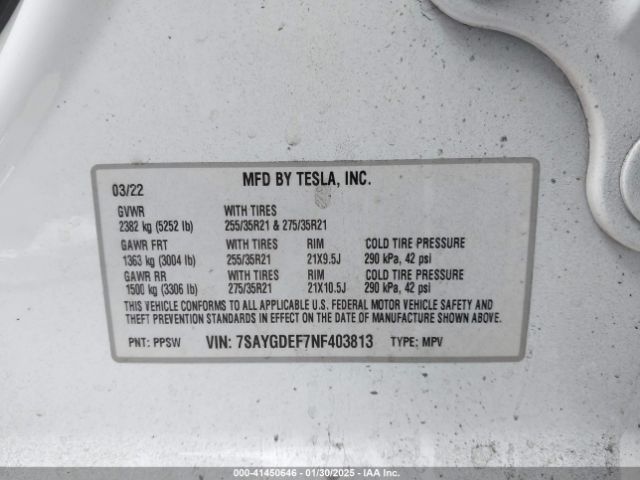 MFD BY TESLA, INC.
03/22
GVWR WITH TIRES
2382 kg (5252 lb) 255/35R21 & 275/35R21
GAWR FRT WITH TIRES RIM COLD TIRE PRESSURE
1363 kg (3004 lb) 255/35R21 21X9.5J 290 kPa, 42 psi
GAWR RR WITH TIRES RIM COLD TIRE PRESSURE
1500 kg (3306 lb) 275/35R21 21X10.5J 290 kPa, 42 psi
THIS VEHICLE CONFORMS TO ALL APPLICABLE U.S. FEDERAL MOTOR VEHICLE SAFETY AND
THEFT PREVENTION STANDARDS IN EFFECT ON THE DATE OF MANUFACTURE SHOWN ABOVE.
PNT: PPSW VIN: 7SAYGDEF7NF403813 TYPE: MPV
000-41450646 - 01/30/2025 - IAA Inc.